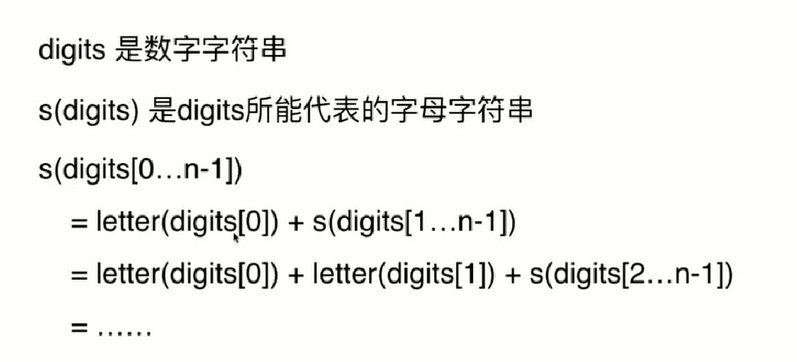 digits 是数字字符串
s(digits) 是digits所能代表的字母字符串
s(digits[0...n-1])
= letter(digits[0]) + s(digits[1...n-1])
= letter(digits[0]) + letter(digits[1]) + s(digits[2...n-1])
= ......